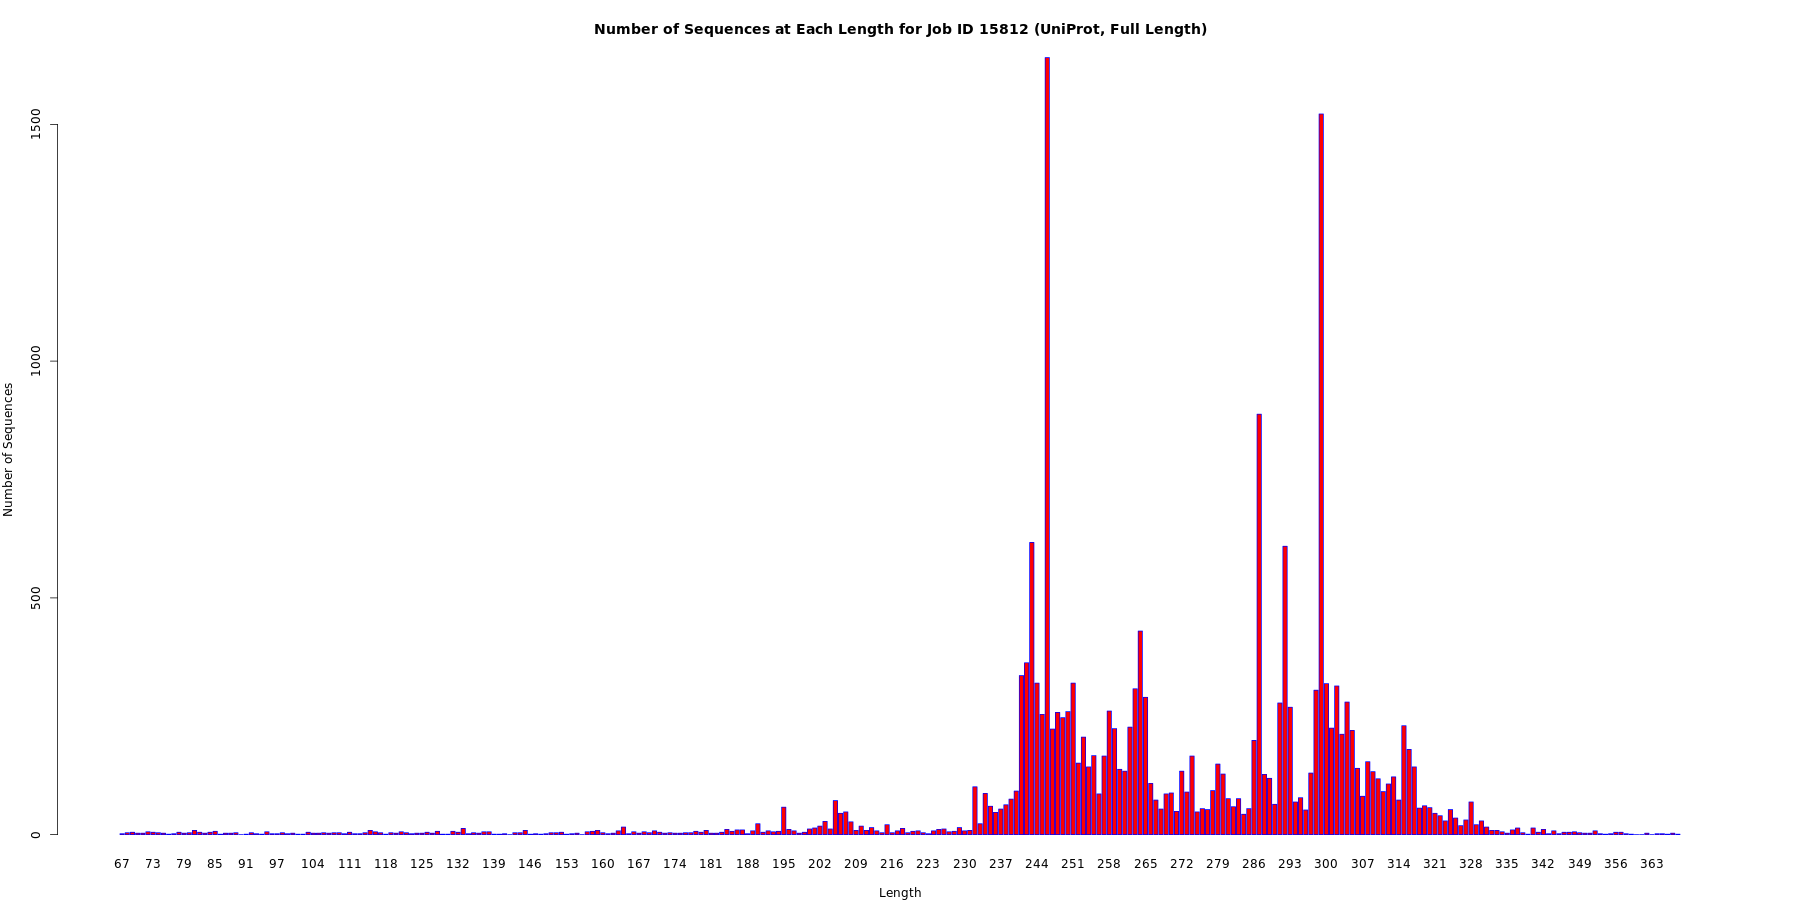 Number of Sequences at Each Length for Job ID 15812 (UniProt, Full Length)
Number of Sequences
1500
1000
500
0
67 73 79 85 91 97 104 111 118 125 132 139 146 153 160 167 174 181 188 195 202 209 216 223 230 237 244 251 258 265 272 279 286 293 300 307 314 321 328 335 342 349 356 363
Length